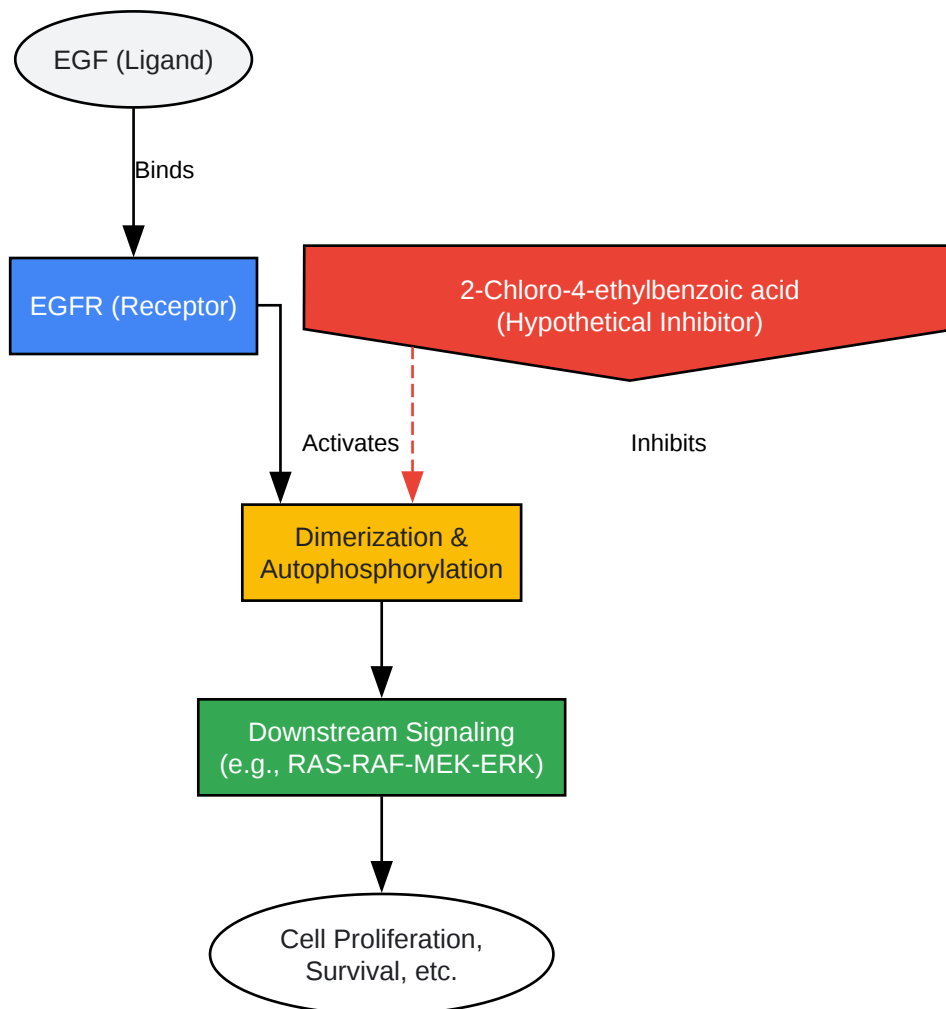 EGF (Ligand)
Binds
EGFR (Receptor)
2-Chloro-4-ethylbenzoic acid
(Hypothetical Inhibitor)
Activates
Inhibits
Dimerization &
Autophosphorylation
Downstream Signaling
(e.g., RAS-RAF-MEK-ERK)
Cell Proliferation,
Survival, etc.